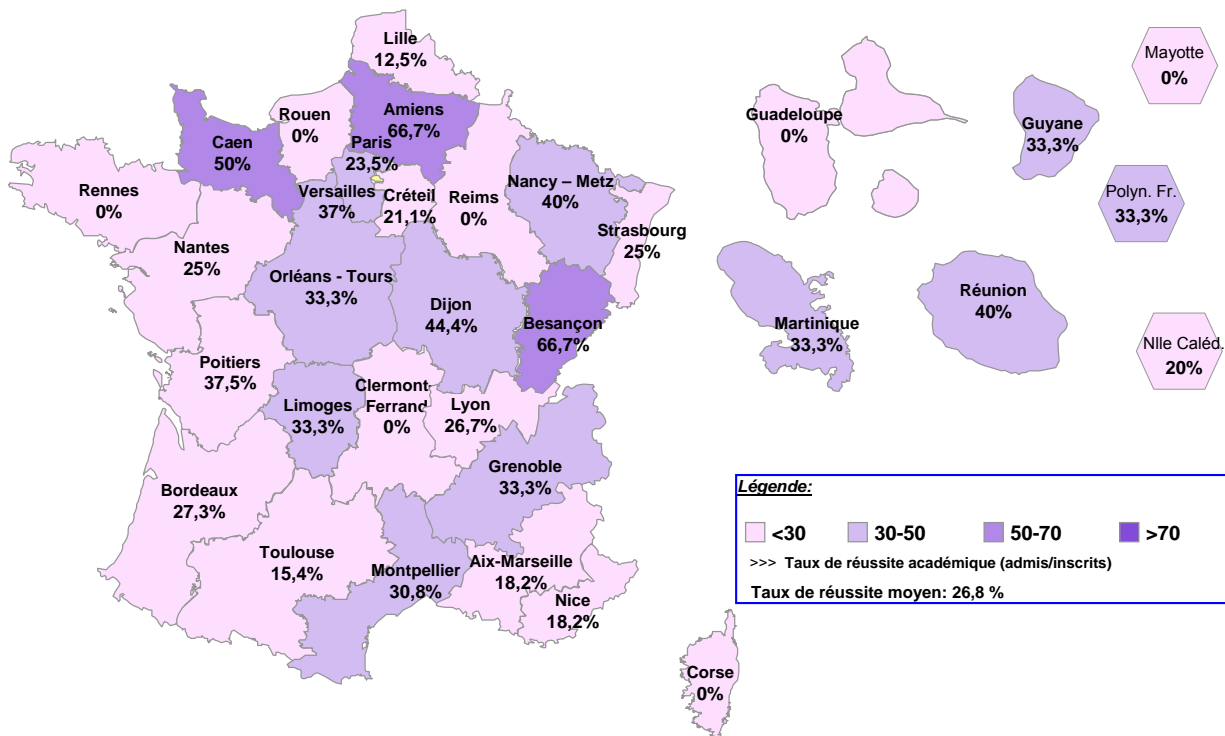 Lille
12,5%
Amiens
66,7%
Rouen
0%
Caen
50%
Paris
23,5%
Rennes
0%
Versailles
37%
Créteil
21,1%
Reims
0%
Nancy – Metz
40%
Strasbourg
25%
Nantes
25%
Orléans - Tours
33,3%
Dijon
44,4%
Besançon
66,7%
Poitiers
37,5%
Limoges
33,3%
Clermont-
Ferrand
0%
Lyon
26,7%
Grenoble
33,3%
Bordeaux
27,3%
Toulouse
15,4%
Montpellier
30,8%
Aix-Marseille
18,2%
Nice
18,2%
Corse
0%
Guadeloupe
0%
Guyane
33,3%
Martinique
33,3%
Réunion
40%
Mayotte
0%
Polyn. Fr.
33,3%
Nlle Caléd.
20%
Légende:
<30 30-50 50-70 >70
>>> Taux de réussite académique (admis/inscrits)
Taux de réussite moyen: 26,8 %